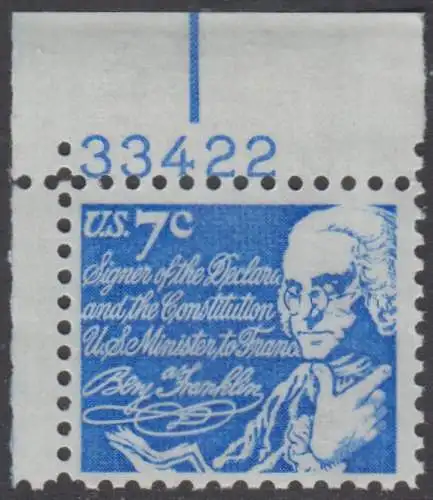 33422
U.S. 7c
Signer of the Declara
and the Constitution
U.S. Minister to Franc
Benj Franklin